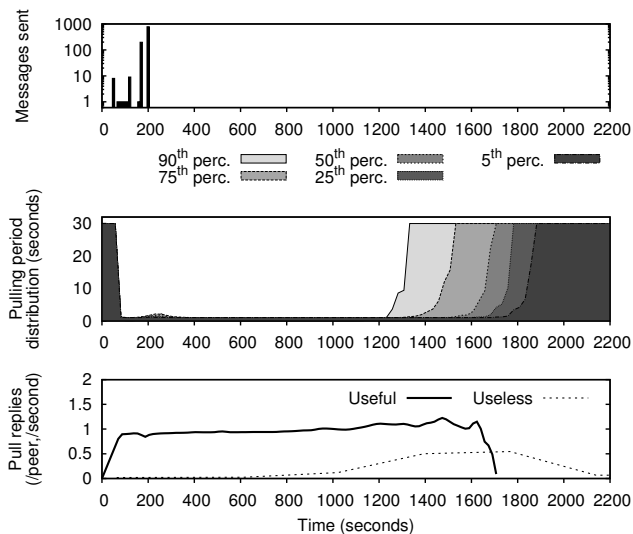 Messages sent
1000
100
10
1
0 200 400 600 800 1000 1200 1400 1600 1800 2000 2200
90th perc. 50th perc. 5th perc.
75th perc. 25th perc.
Pulling period
distribution (seconds)
30
20
10
0
0 200 400 600 800 1000 1200 1400 1600 1800 2000 2200
Pull replies
(/peer,/second)
2
1.5
1
0.5
0
Useful Useless
0 200 400 600 800 1000 1200 1400 1600 1800 2000 2200
Time (seconds)